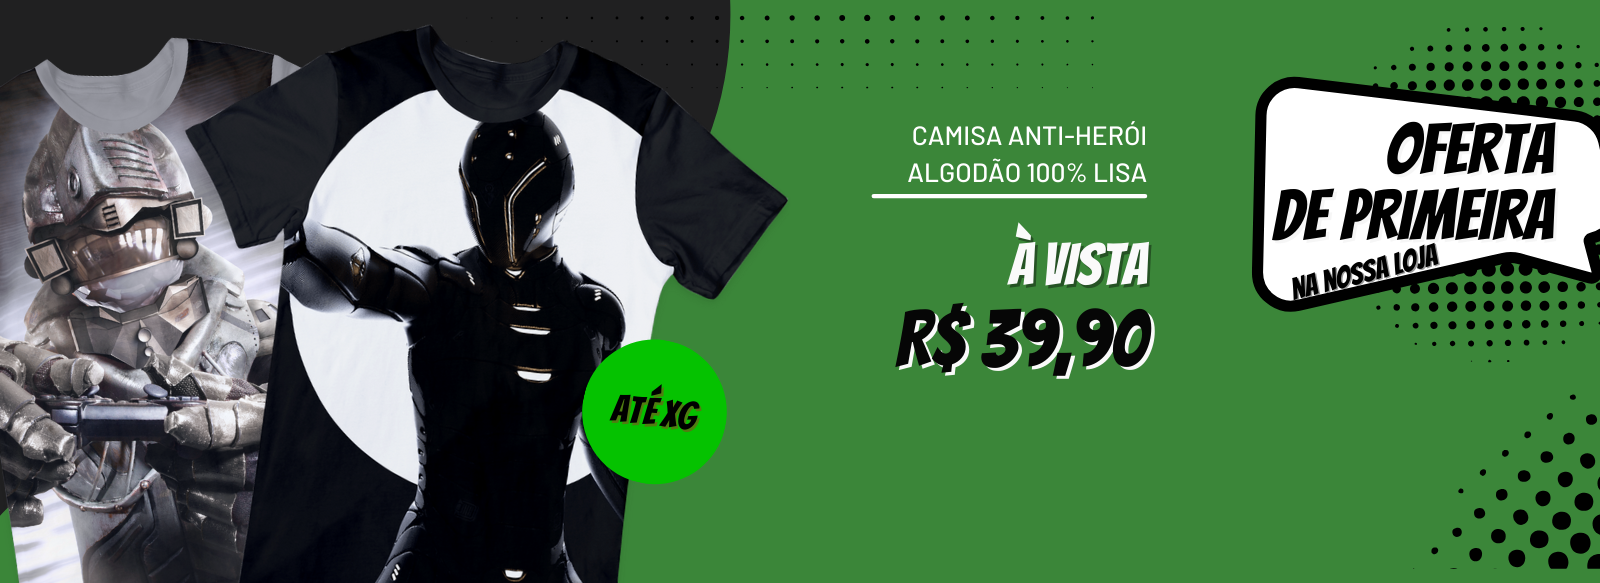 CAMISA ANTI-HERÓI
ALGODÃO 100% LISA
À VISTA
R$ 39,90
ATÉ XG
OFERTA
DE PRIMEIRA
NA NOSSA LOJA